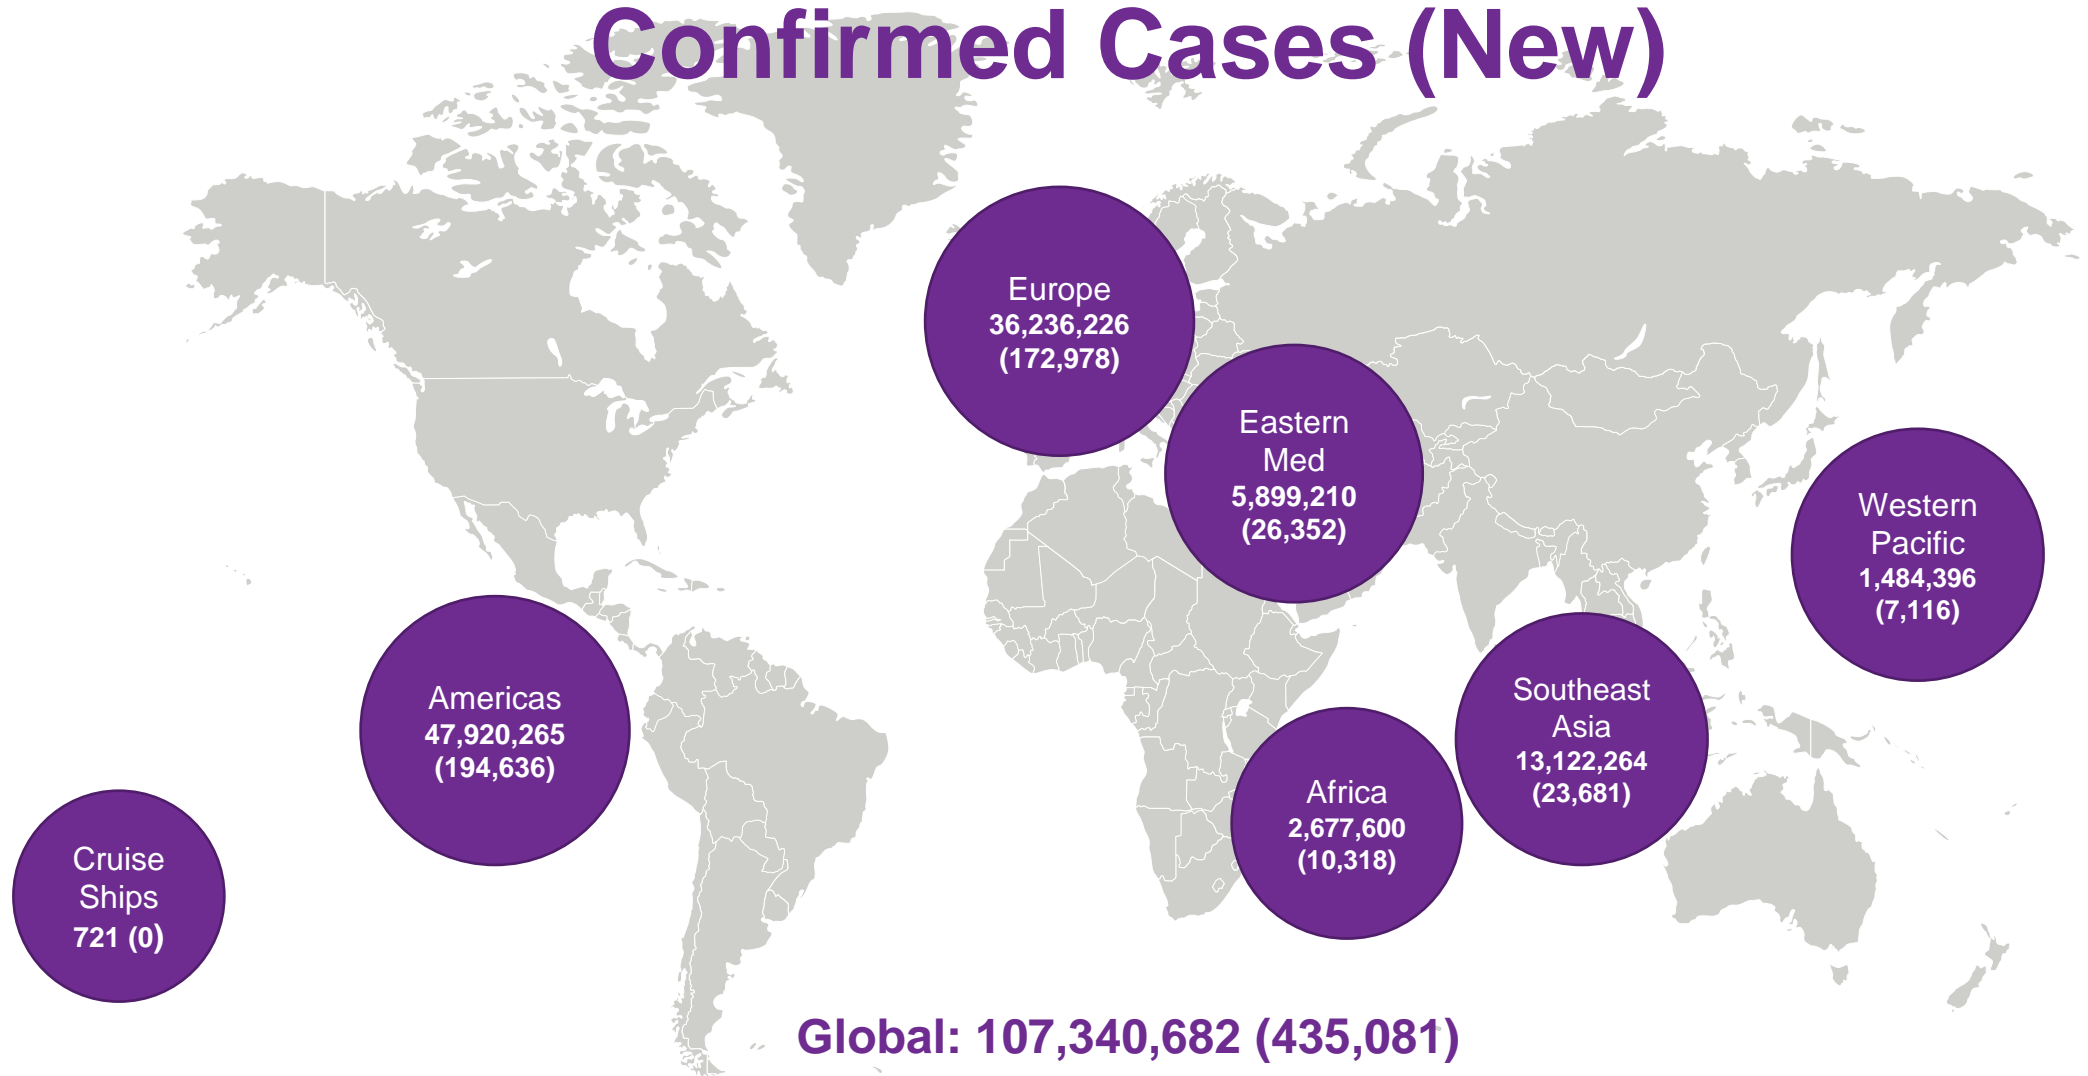 Confirmed Cases (New)
Europe
36,236,226
(172,978)
Eastern
Med
5,899,210
(26,352)
Western
Pacific
1,484,396
(7,116)
Americas
47,920,265
(194,636)
Southeast
Asia
13,122,264
(23,681)
Africa
2,677,600
(10,318)
Cruise
Ships
721 (0)
Global: 107,340,682 (435,081)